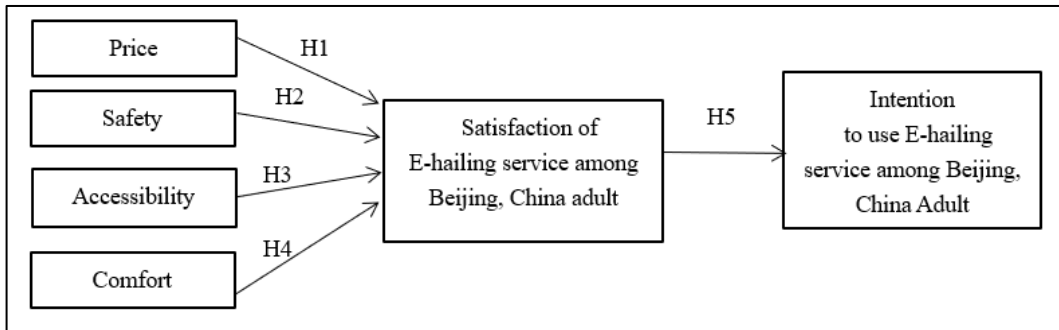 Price
H1
Safety
H2
Accessibility
H3
Comfort
H4
Satisfaction of
E-hailing service among
Beijing, China adult
H5
Intention
to use E-hailing
service among Beijing,
China Adult